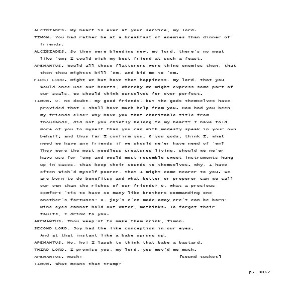 ALCIBIADES. My heart is ever at your service, my lord.
TIMON. You had rather be at a breakfast of enemies than dinner of
friends.
ALCIBIADES. So they were bleeding new, my lord, there's no meat
like 'em; I could wish my best friend at such a feast.
APEMANTUS. Would all those flatterers were thine enemies then, that
then thou mightst kill 'em, and bid me to 'em.
FIRST LORD. Might we but have that happiness, my lord, that you
would once use our hearts, whereby we might express some part of
our zeals, we should think ourselves for ever perfect.
TIMON. O, no doubt, my good friends, but the gods themselves have
provided that I shall have much help from you. How had you been
my friends else? Why have you that charitable title from
thousands, did not you chiefly belong to my heart? I have told
more of you to myself than you can with modesty speak in your own
behalf; and thus far I confirm you. O you gods, think I, what
need we have any friends if we should ne'er have need of 'em?
They were the most needless creatures living, should we ne'er
have use for 'em; and would most resemble sweet instruments hung
up in cases, that keep their sounds to themselves. Why, I have
often wish'd myself poorer, that I might come nearer to you. We
are born to do benefits; and what better or properer can we call
our own than the riches of our friends? O, what a precious
comfort 'tis to have so many like brothers commanding one
another's fortunes! O, joy's e'en made away ere't can be born!
Mine eyes cannot hold out water, methinks. To forget their
faults, I drink to you.
APEMANTUS. Thou weep'st to make them drink, Timon.
SECOND LORD. Joy had the like conception in our eyes,
And at that instant like a babe sprung up.
APEMANTUS. Ho, ho! I laugh to think that babe a bastard.
THIRD LORD. I promise you, my lord, you mov'd me much.
APEMANTUS. Much! [Sound tucket]
TIMON. What means that trump?